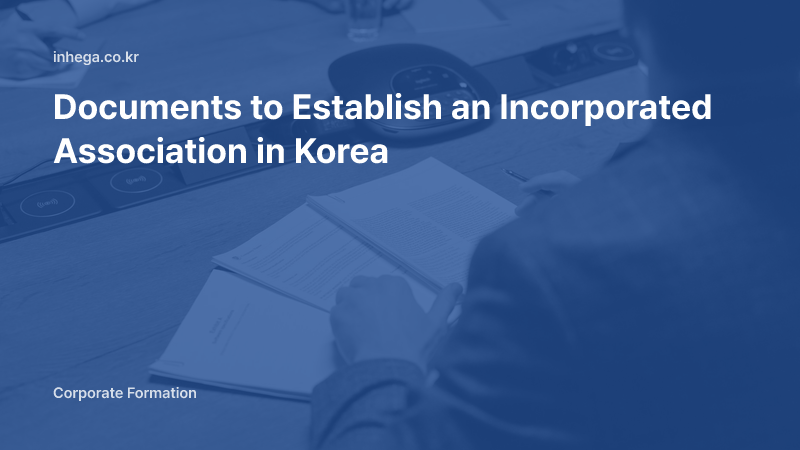 inhega.co.kr
Documents to Establish an Incorporated
Association in Korea
Corporate Formation